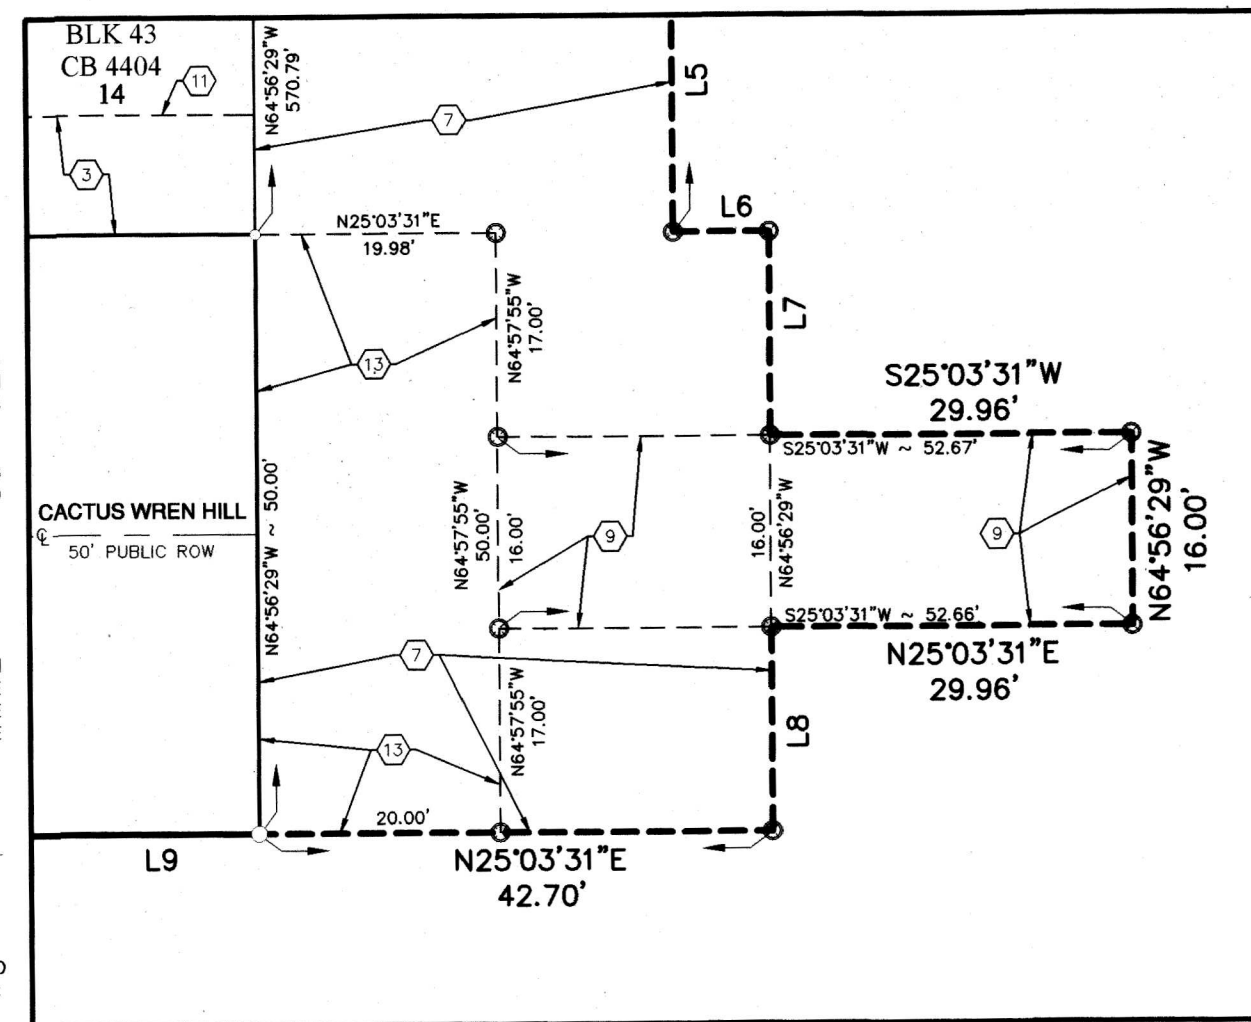 BLK 43
CB 4404
14
11
N64°56'29"W
570.79'
7
L5
3
N25°03'31"E
19.98'
L6
N64°57'55"W
17.00'
L7
13
S25°03'31"W
29.96'
S25°03'31"W ~ 52.67'
CACTUS WREN HILL
℄
50' PUBLIC ROW
N64°56'29"W ~ 50.00'
N64°57'55"W
50.00'
16.00'
9
16.00'
N64°56'29"W
9
N64°56'29"W
16.00'
S25°03'31"W ~ 52.66'
N25°03'31"E
29.96'
7
N64°57'55"W
17.00'
L8
13
20.00'
L9
N25°03'31"E
42.70'